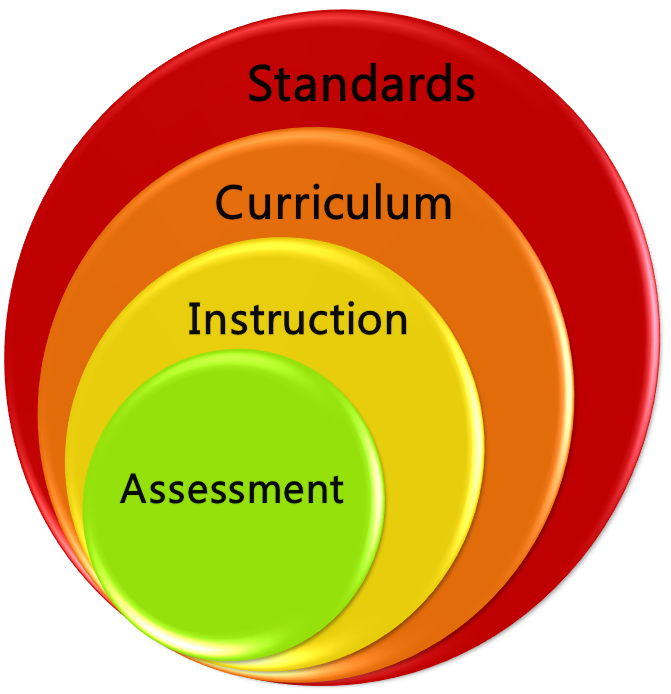 Standards
Curriculum
Instruction
Assessment